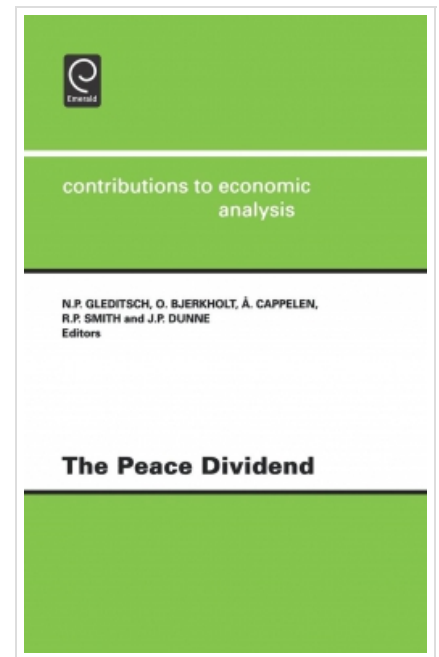 Emerald
contributions to economic
analysis
N.P. GLEDITSCH, O. BJERKHOLT, Å. CAPPELEN,
R.P. SMITH and J.P. DUNNE
Editors
The Peace Dividend